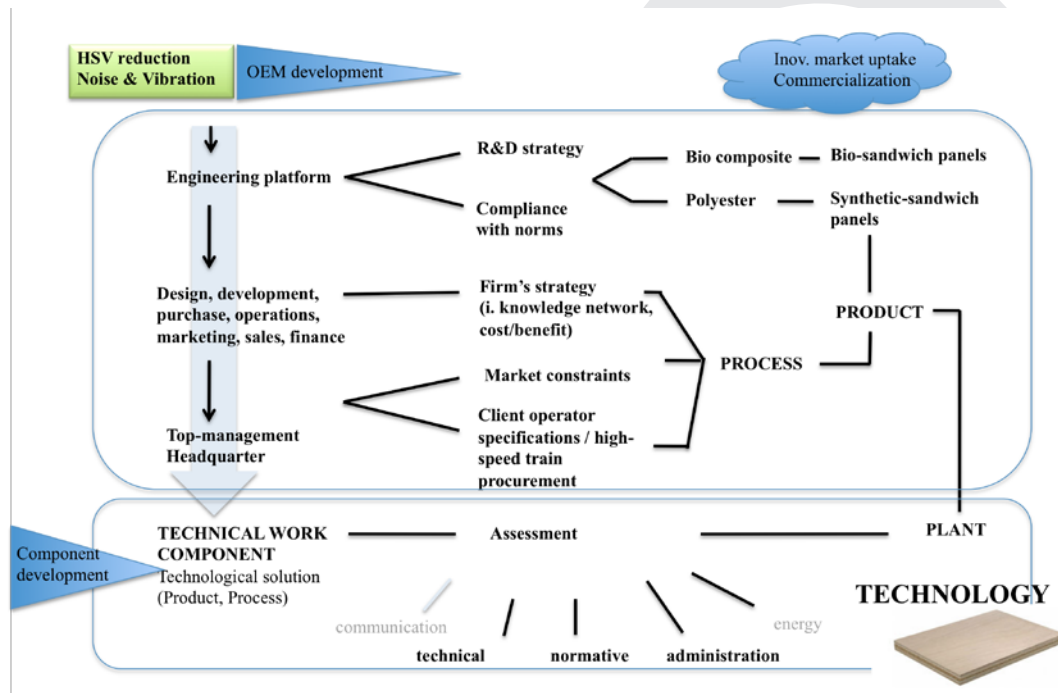 HSV reduction
Noise & Vibration
OEM development
Inov. market uptake
Commercialization
R&D strategy
Bio composite
Bio-sandwich panels
Engineering platform
Polyester
Synthetic-sandwich
panels
Compliance
with norms
Design, development,
purchase, operations,
marketing, sales, finance
Firm's strategy
(i. knowledge network,
cost/benefit)
PRODUCT
PROCESS
Market constraints
Client operator
specifications / high-
speed train
procurement
Top-management
Headquarter
Component
development
TECHNICAL WORK
COMPONENT
Technological solution
(Product, Process)
Assessment
PLANT
TECHNOLOGY
communication
energy
technical
normative
administration